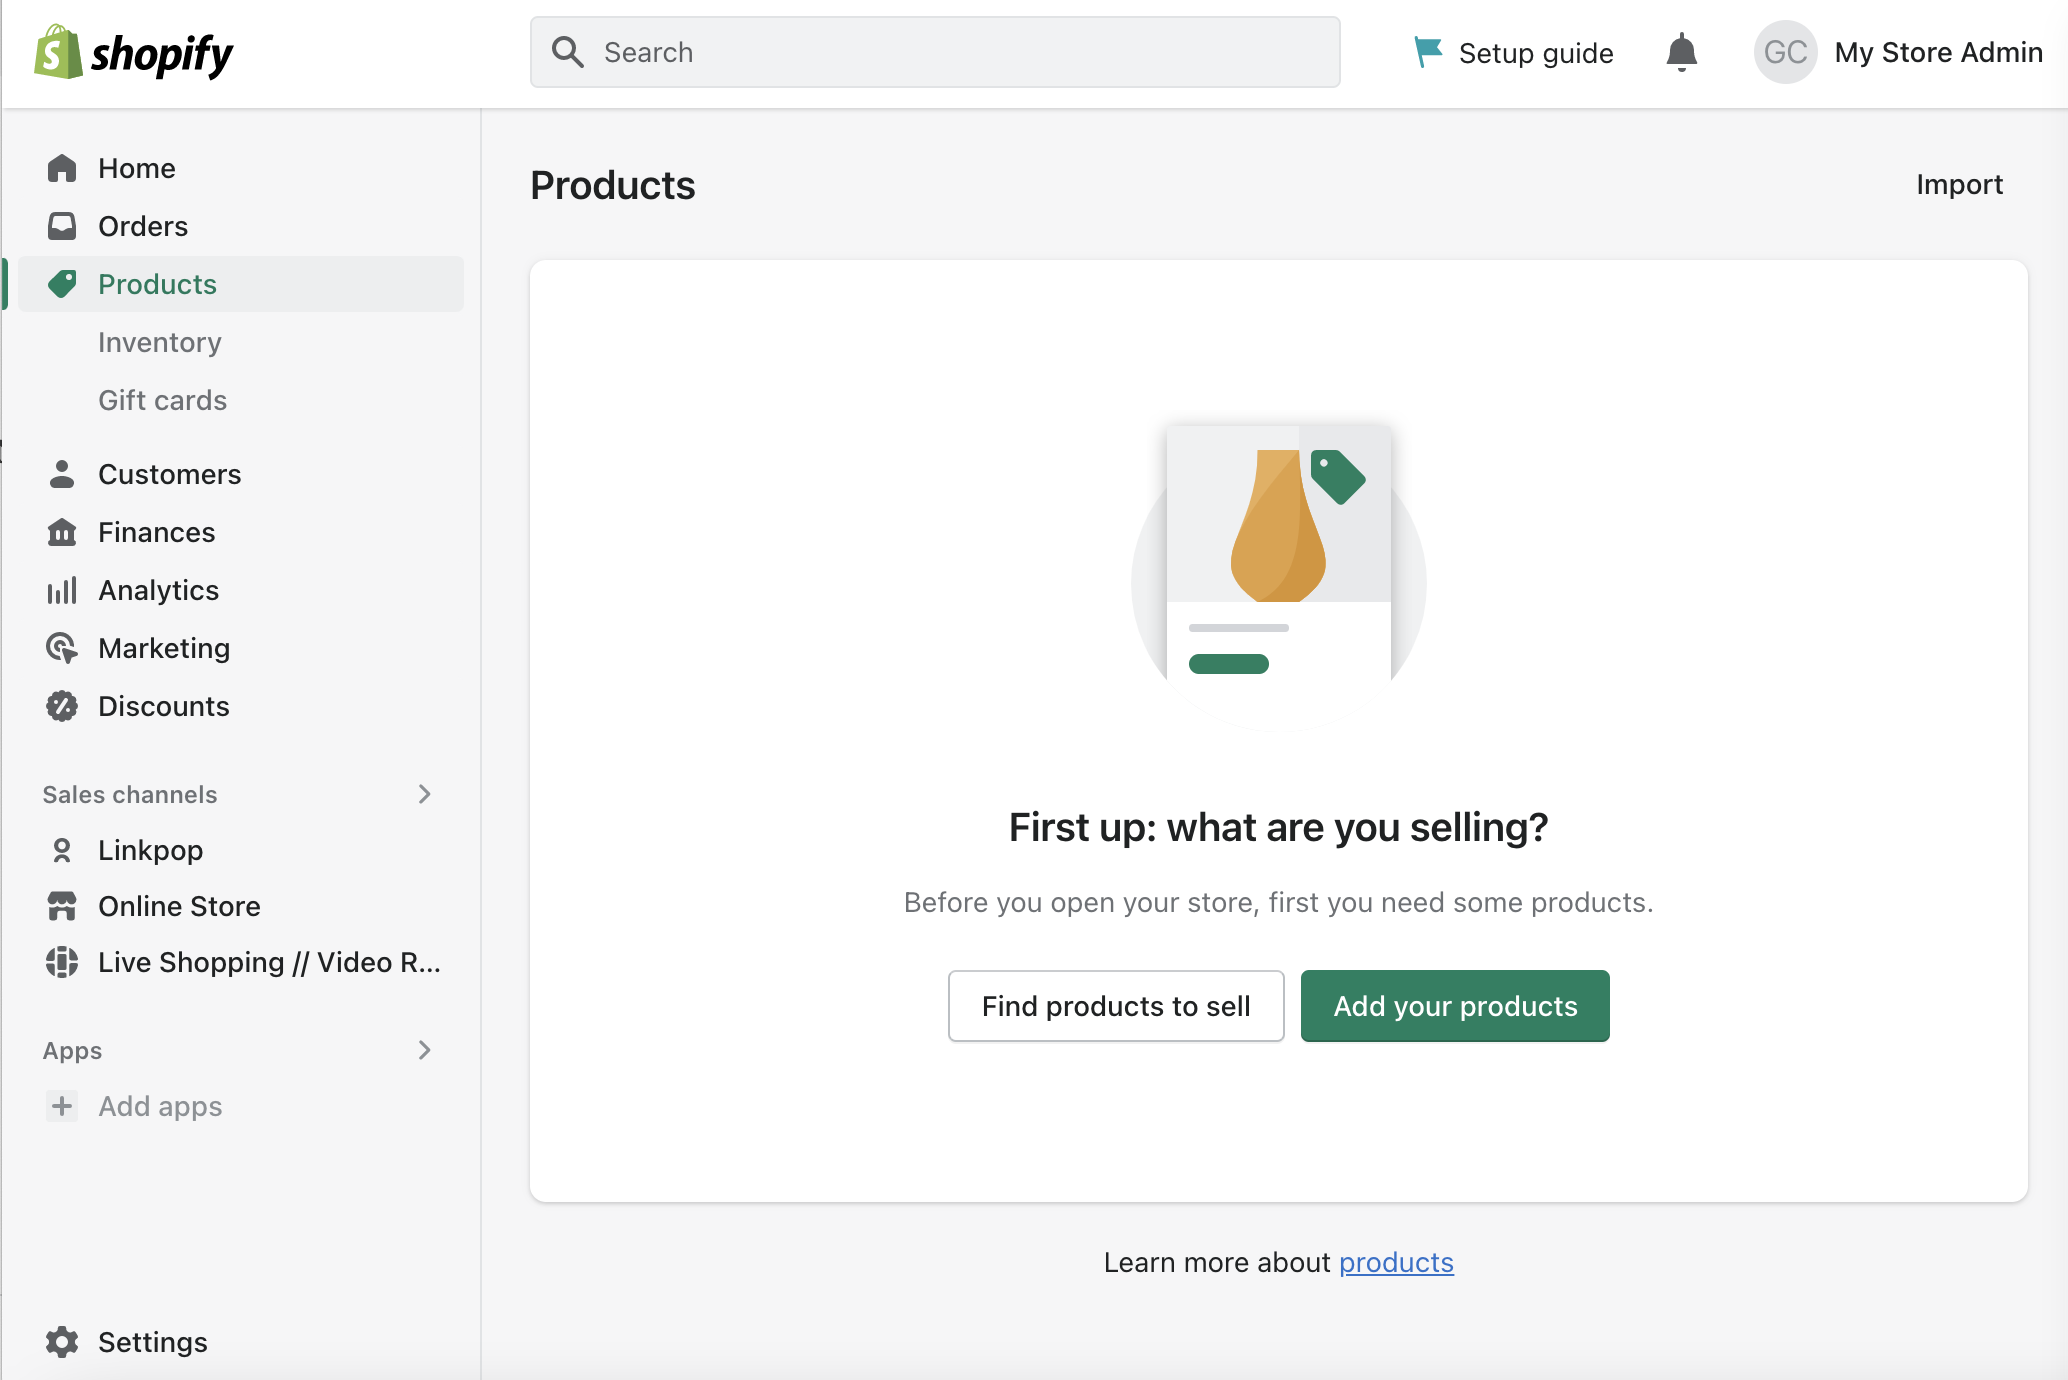 shopify
Search
Setup guide
GC
My Store Admin
Home
Orders
Products
Inventory
Gift cards
Customers
Finances
Analytics
Marketing
Discounts
Sales channels
Linkpop
Online Store
Live Shopping // Video R...
Apps
Add apps
Settings
Products
Import
First up: what are you selling?
Before you open your store, first you need some products.
Find products to sell
Add your products
Learn more about products